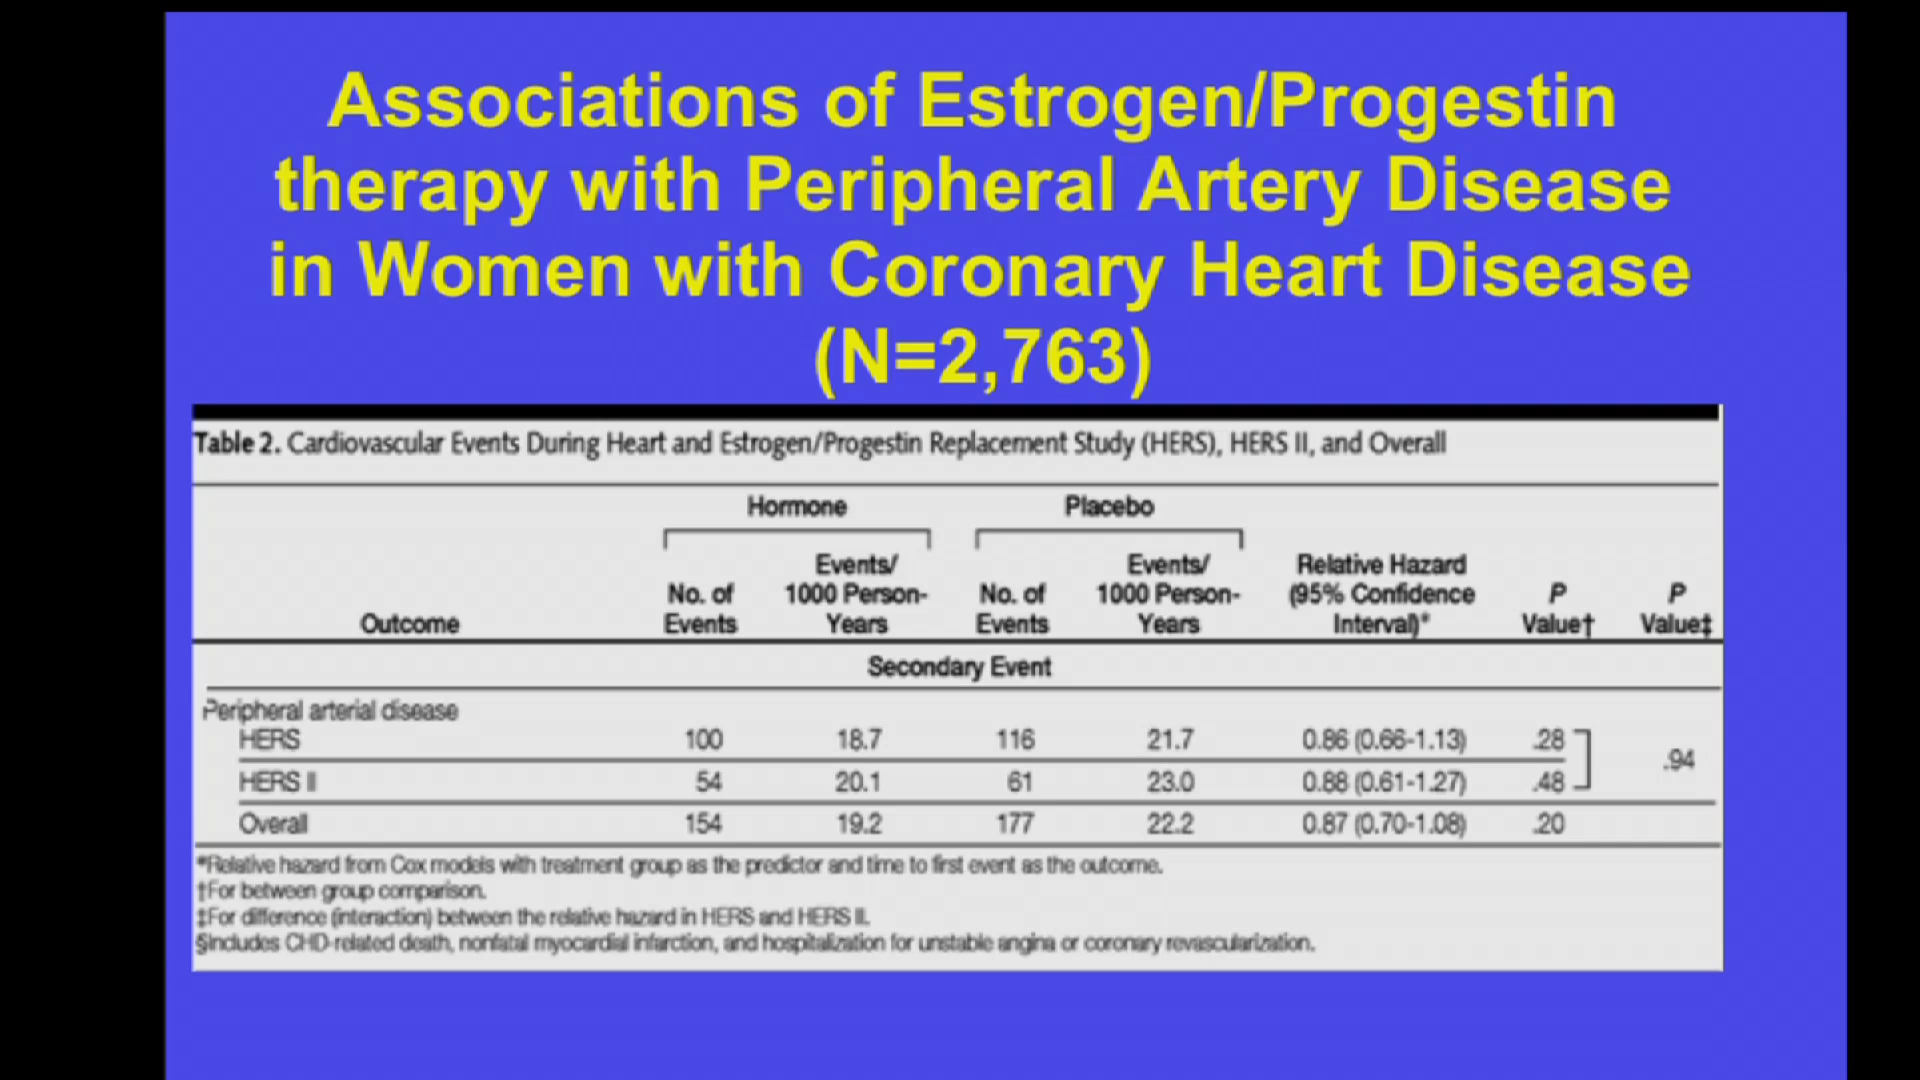 Associations of Estrogen/Progestin
therapy with Peripheral Artery Disease
in Women with Coronary Heart Disease
(N=2,763)
Table 2. Cardiovascular Events During Heart and Estrogen/Progestin Replacement Study (HERS), HERS II, and Overall
Hormone Placebo
Events/ Events/ Relative Hazard
No. of 1000 Person- No. of 1000 Person- (95% Confidence P P
Outcome Events Years Events Years Interval)* Value† Value‡
Secondary Event
Peripheral arterial disease
HERS 100 18.7 116 21.7 0.86 (0.66-1.13) .28
.94
HERS II 54 20.1 61 23.0 0.88 (0.61-1.27) .48
Overall 154 19.2 177 22.2 0.87 (0.70-1.08) .20
*Relative hazard from Cox models with treatment group as the predictor and time to first event as the outcome.
†For between group comparison.
‡For difference (interaction) between the relative hazard in HERS and HERS II.
§Includes CHD-related death, nonfatal myocardial infarction, and hospitalization for unstable angina or coronary revascularization.